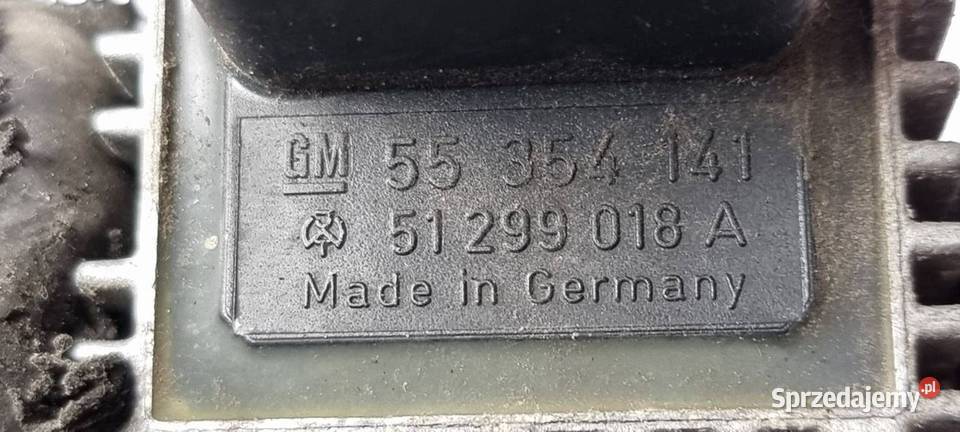 GM 55 354 141
51 299 018 A
Made in Germany
Sprzedajemy.pl